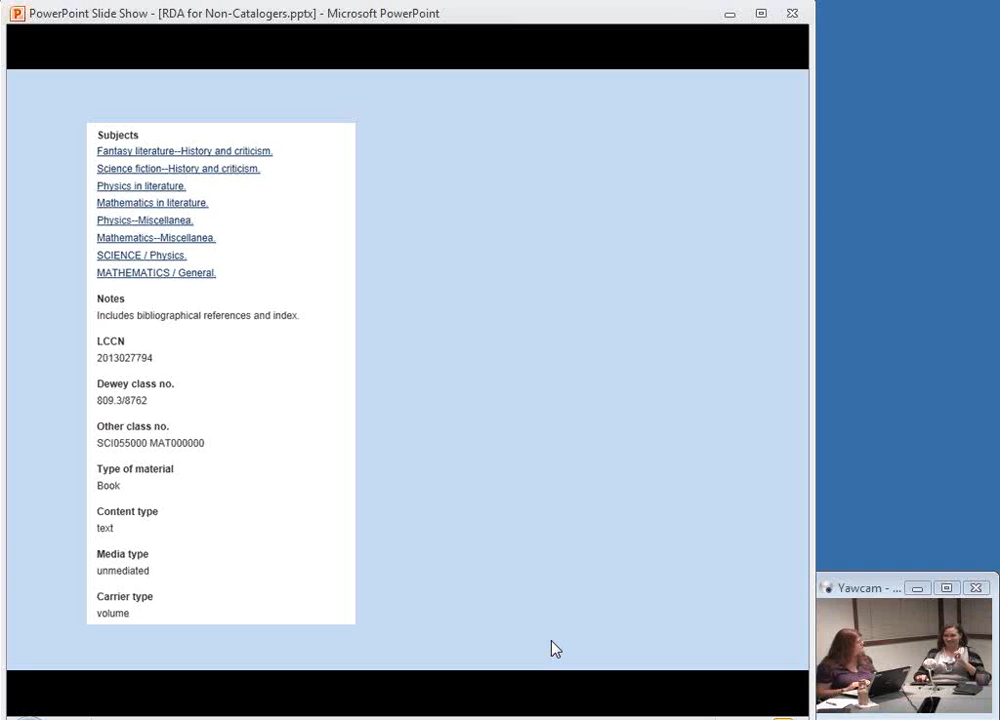 PowerPoint Slide Show - [RDA for Non-Catalogers.pptx] - Microsoft PowerPoint
Subjects
Fantasy literature--History and criticism.
Science fiction--History and criticism.
Physics in literature.
Mathematics in literature.
Physics--Miscellanea.
Mathematics--Miscellanea.
SCIENCE / Physics.
MATHEMATICS / General.
Notes
Includes bibliographical references and index.
LCCN
2013027794
Dewey class no.
809.3/8762
Other class no.
SCI055000 MAT000000
Type of material
Book
Content type
text
Media type
unmediated
Carrier type
volume
Yawcam - ...